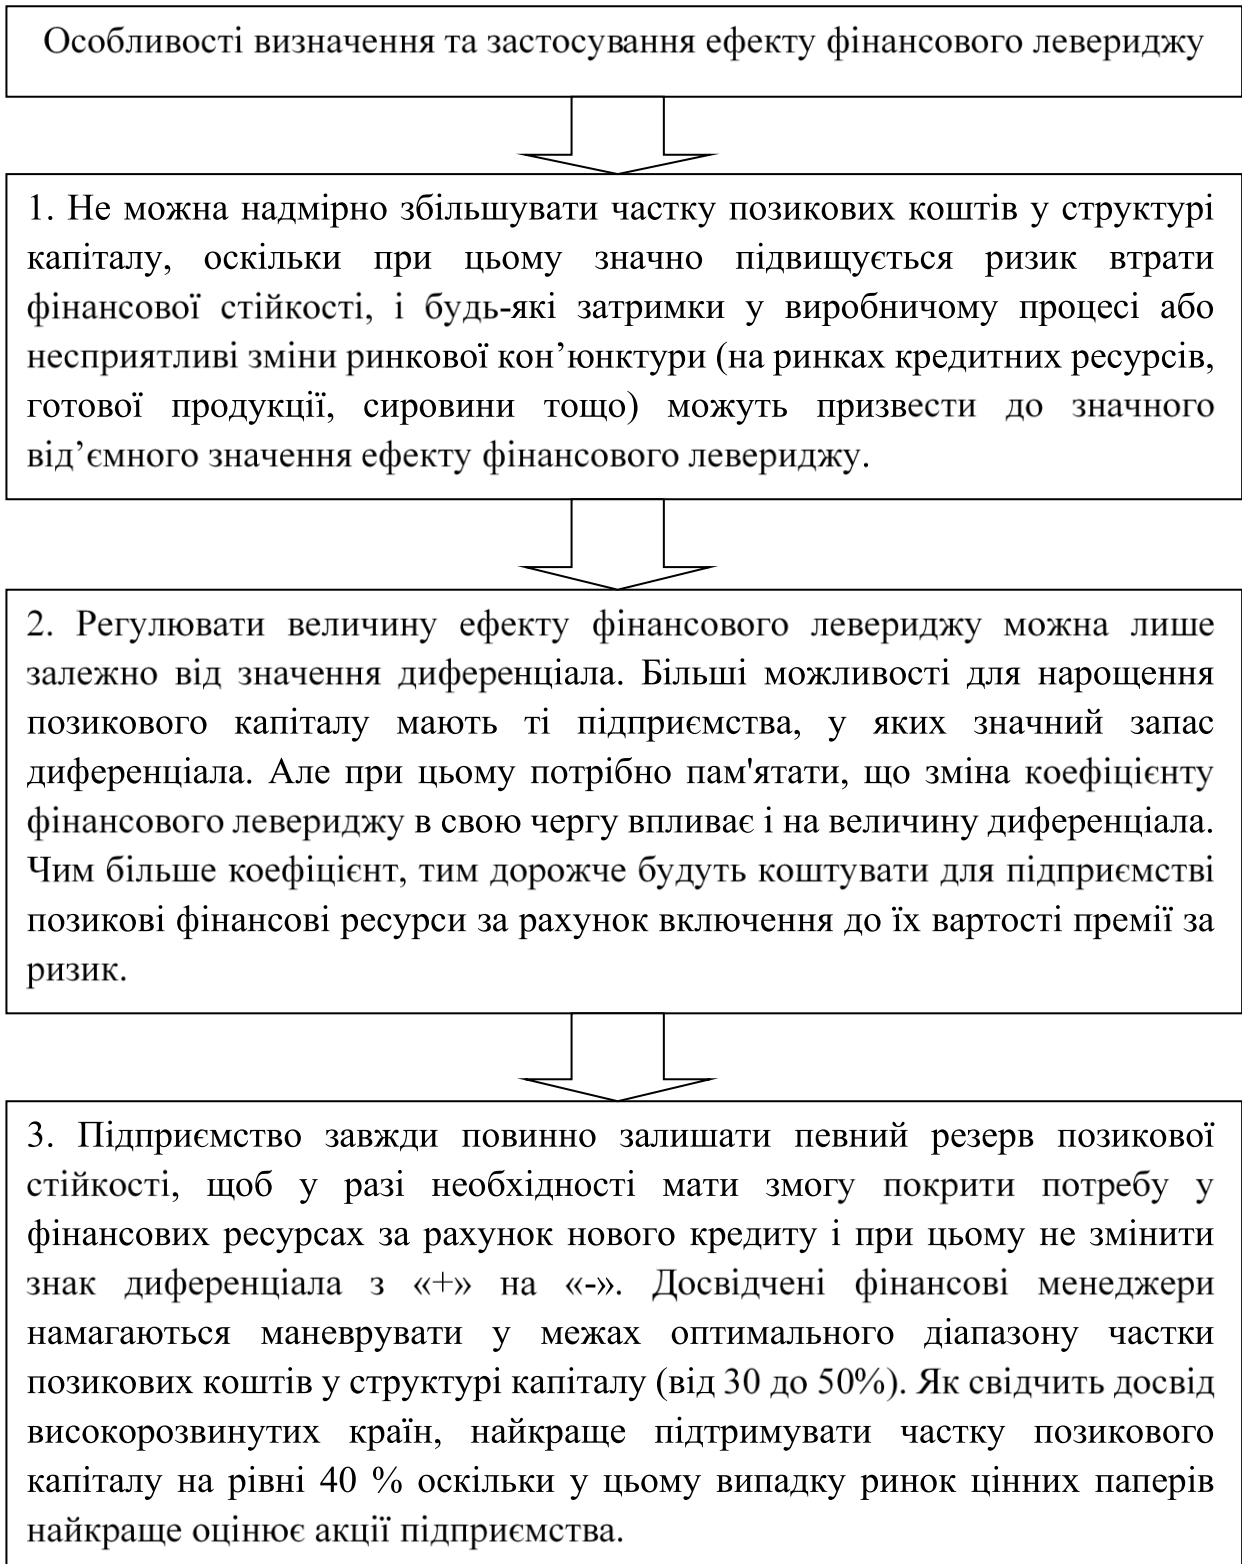 Особливості визначення та застосування ефекту фінансового левериджу
1. Не можна надмірно збільшувати частку позикових коштів у структурі
капіталу, оскільки при цьому значно підвищується ризик втрати
фінансової стійкості, і будь-які затримки у виробничому процесі або
несприятливі зміни ринкової кон’юнктури (на ринках кредитних ресурсів,
готової продукції, сировини тощо) можуть призвести до значного
від’ємного значення ефекту фінансового левериджу.
2. Регулювати величину ефекту фінансового левериджу можна лише
залежно від значення диференціала. Більші можливості для нарощення
позикового капіталу мають ті підприємства, у яких значний запас
диференціала. Але при цьому потрібно пам'ятати, що зміна коефіцієнту
фінансового левериджу в свою чергу впливає і на величину диференціала.
Чим більше коефіцієнт, тим дорожче будуть коштувати для підприємстві
позикові фінансові ресурси за рахунок включення до їх вартості премії за
ризик.
3. Підприємство завжди повинно залишати певний резерв позикової
стійкості, щоб у разі необхідності мати змогу покрити потребу у
фінансових ресурсах за рахунок нового кредиту і при цьому не змінити
знак диференціала з «+» на «-». Досвідчені фінансові менеджери
намагаються маневрувати у межах оптимального діапазону частки
позикових коштів у структурі капіталу (від 30 до 50%). Як свідчить досвід
високорозвинутих країн, найкраще підтримувати частку позикового
капіталу на рівні 40 % оскільки у цьому випадку ринок цінних паперів
найкраще оцінює акції підприємства.